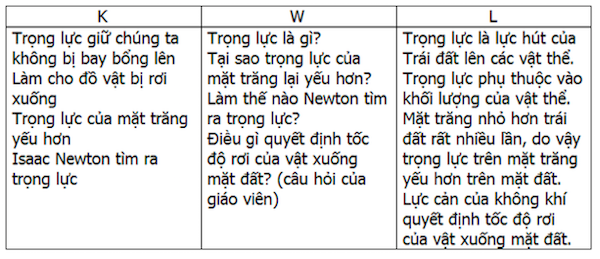 K
Trọng lực giữ chúng ta
không bị bay bổng lên
Làm cho đồ vật bị rơi
xuống
Trọng lực của mặt trăng
yếu hơn
Isaac Newton tìm ra
trọng lực
W
Trọng lực là gì?
Tại sao trọng lực của
mặt trăng lại yếu hơn?
Làm thế nào Newton tìm
ra trọng lực?
Điều gì quyết định tốc
độ rơi của vật xuống
mặt đất? (câu hỏi của
giáo viên)
L
Trọng lực là lực hút của
Trái đất lên các vật thể.
Trọng lực phụ thuộc vào
khối lượng của vật thể.
Mặt trăng nhỏ hơn trái
đất rất nhiều lần, do vậy
trọng lực trên mặt trăng
yếu hơn trên mặt đất.
Lực cản của không khí
quyết định tốc độ rơi
của vật xuống mặt đất.